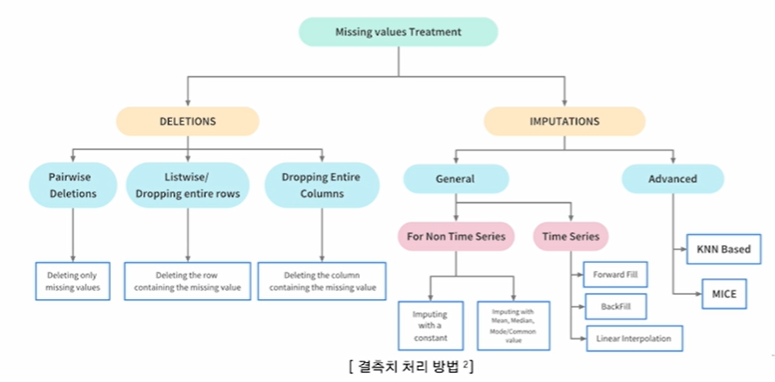 Missing values Treatment
DELETIONS
IMPUTATIONS
Pairwise
Deletions
Listwise/
Dropping entire rows
Dropping Entire
Columns
General
Advanced
For Non Time Series
Time Series
KNN Based
Deleting only
missing values
Deleting the row
containing the missing value
Deleting the column
containing the missing value
Forward Fill
MICE
BackFill
Imputing
with a
constant
Imputing with
Mean, Median,
Mode/Common
value
Linear Interpolation
[ 결측치 처리 방법 ²]